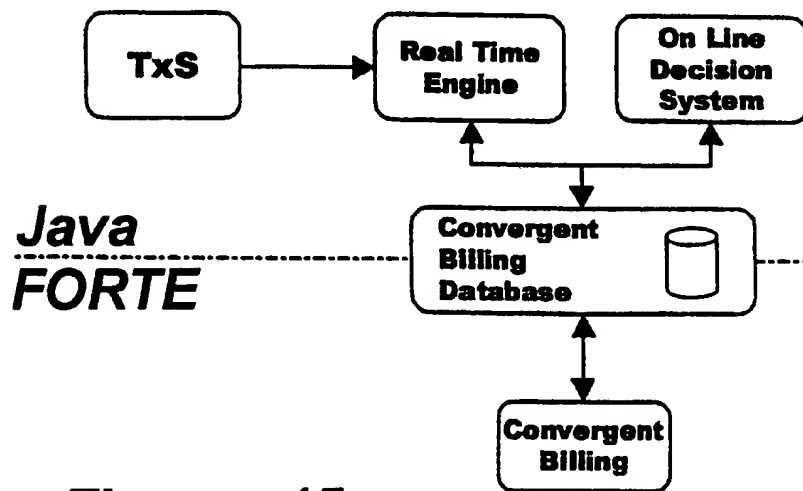 TxS
Real Time
Engine
On Line
Decision
System
Java
FORTE
Convergent
Billing
Database
Convergent
Billing